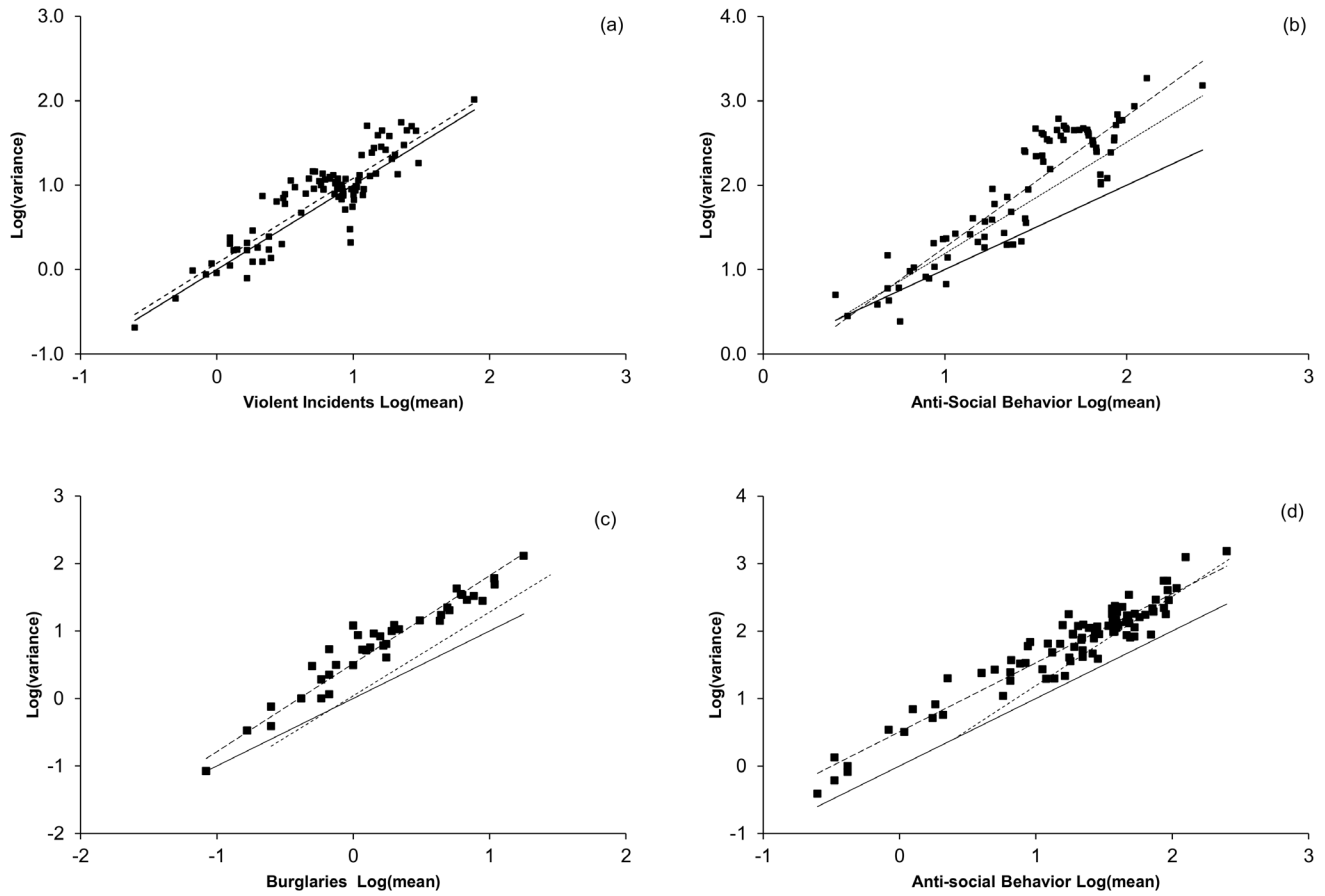 (a)
3.0
2.0
1.0
0.0
-1.0
-1 0 1 2 3
Log(variance)
Violent Incidents Log(mean)
(b)
4.0
3.0
2.0
1.0
0.0
0 1 2 3
Log(variance)
Anti-Social Behavior Log(mean)
(c)
3
2
1
0
-1
-2
-2 -1 0 1 2
Log(variance)
Burglaries Log(mean)
(d)
4
3
2
1
0
-1
-1 0 1 2 3
Log(variance)
Anti-social Behavior Log(mean)